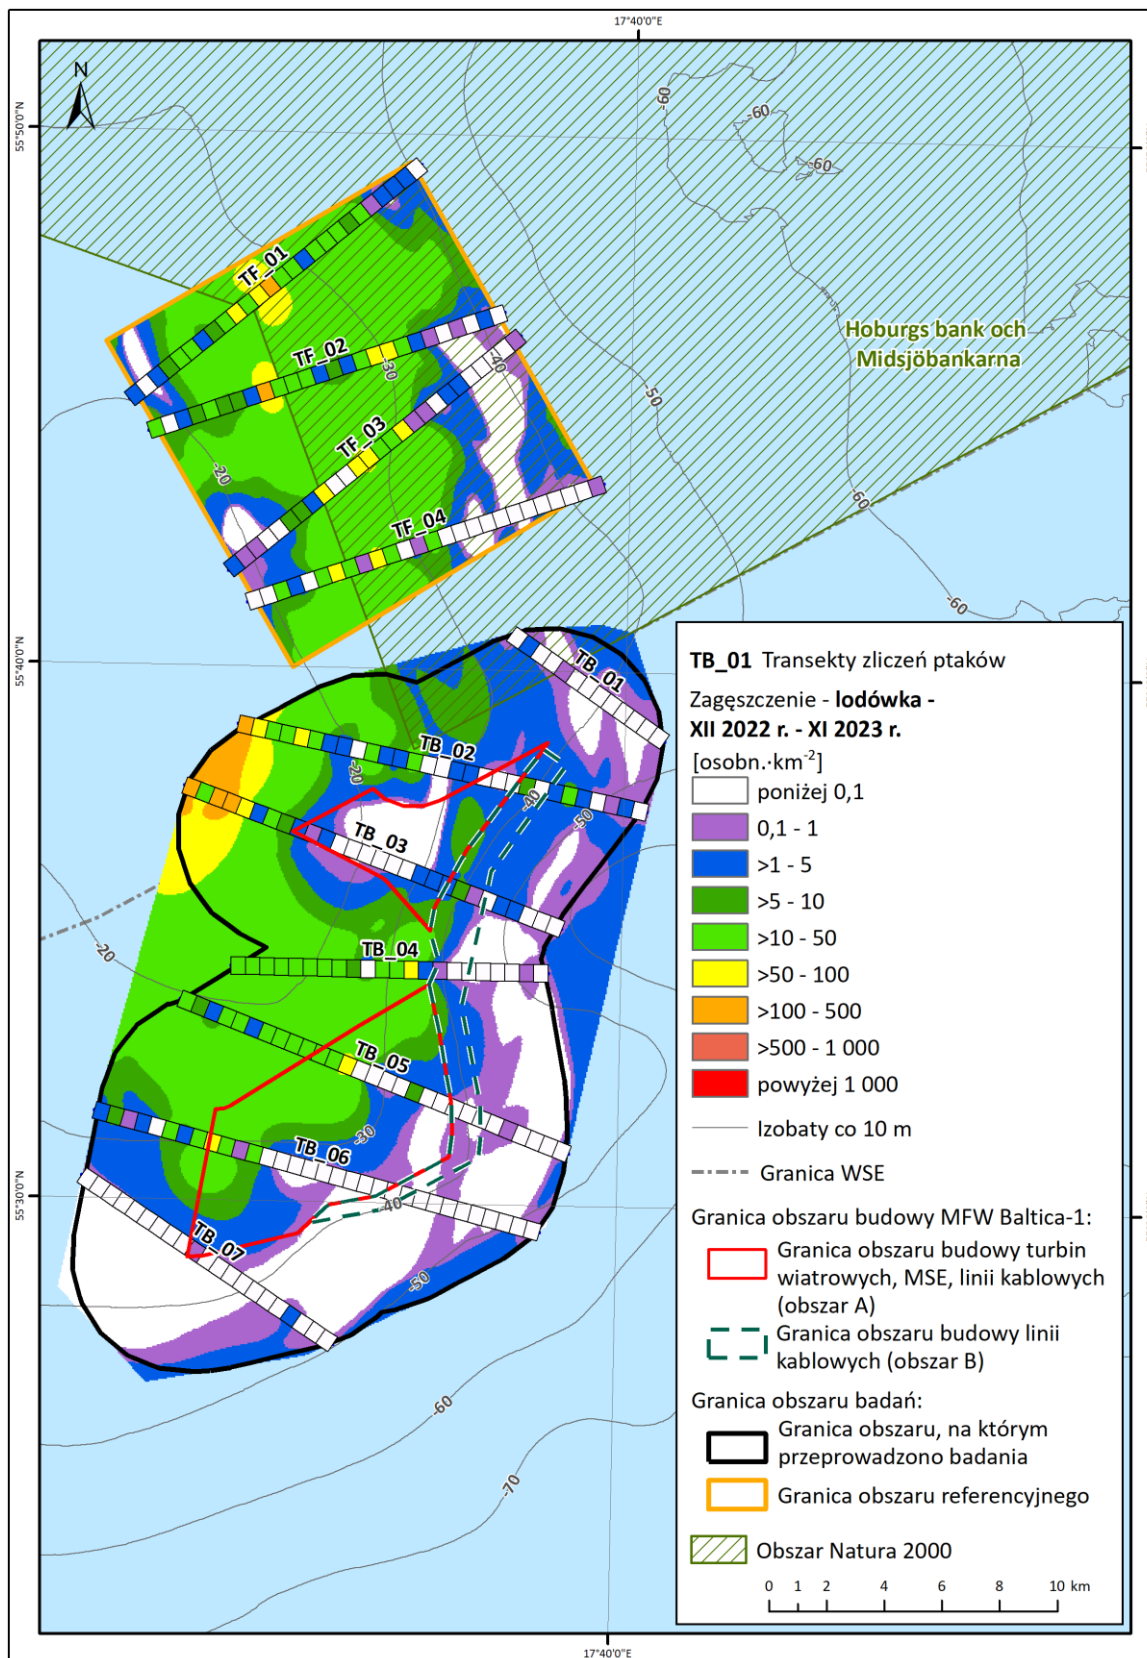 17°40'0"E
N
55°50'0"N
-60
-60
-60
TF_01
TF_02
-30
-40
Hoburgs bank och
Midsjöbankarna
-50
TF_03
-20
TF_04
-60
-60
55°40'0"N
TB_01
TB_02
-20
-40
-50
TB_03
TB_04
-20
TB_05
-30
TB_06
55°30'0"N
-40
TB_07
-50
-60
-70
TB_01 Transekty zliczeń ptaków
Zagęszczenie - lodówka -
XII 2022 r. - XI 2023 r.
[osobn.·km-2]
poniżej 0,1
0,1 - 1
>1 - 5
>5 - 10
>10 - 50
>50 - 100
>100 - 500
>500 - 1 000
powyżej 1 000
Izobaty co 10 m
Granica WSE
Granica obszaru budowy MFW Baltica-1:
Granica obszaru budowy turbin
wiatrowych, MSE, linii kablowych
(obszar A)
Granica obszaru budowy linii
kablowych (obszar B)
Granica obszaru badań:
Granica obszaru, na którym
przeprowadzono badania
Granica obszaru referencyjnego
Obszar Natura 2000
0 1 2 4 6 8 10 km
17°40'0"E